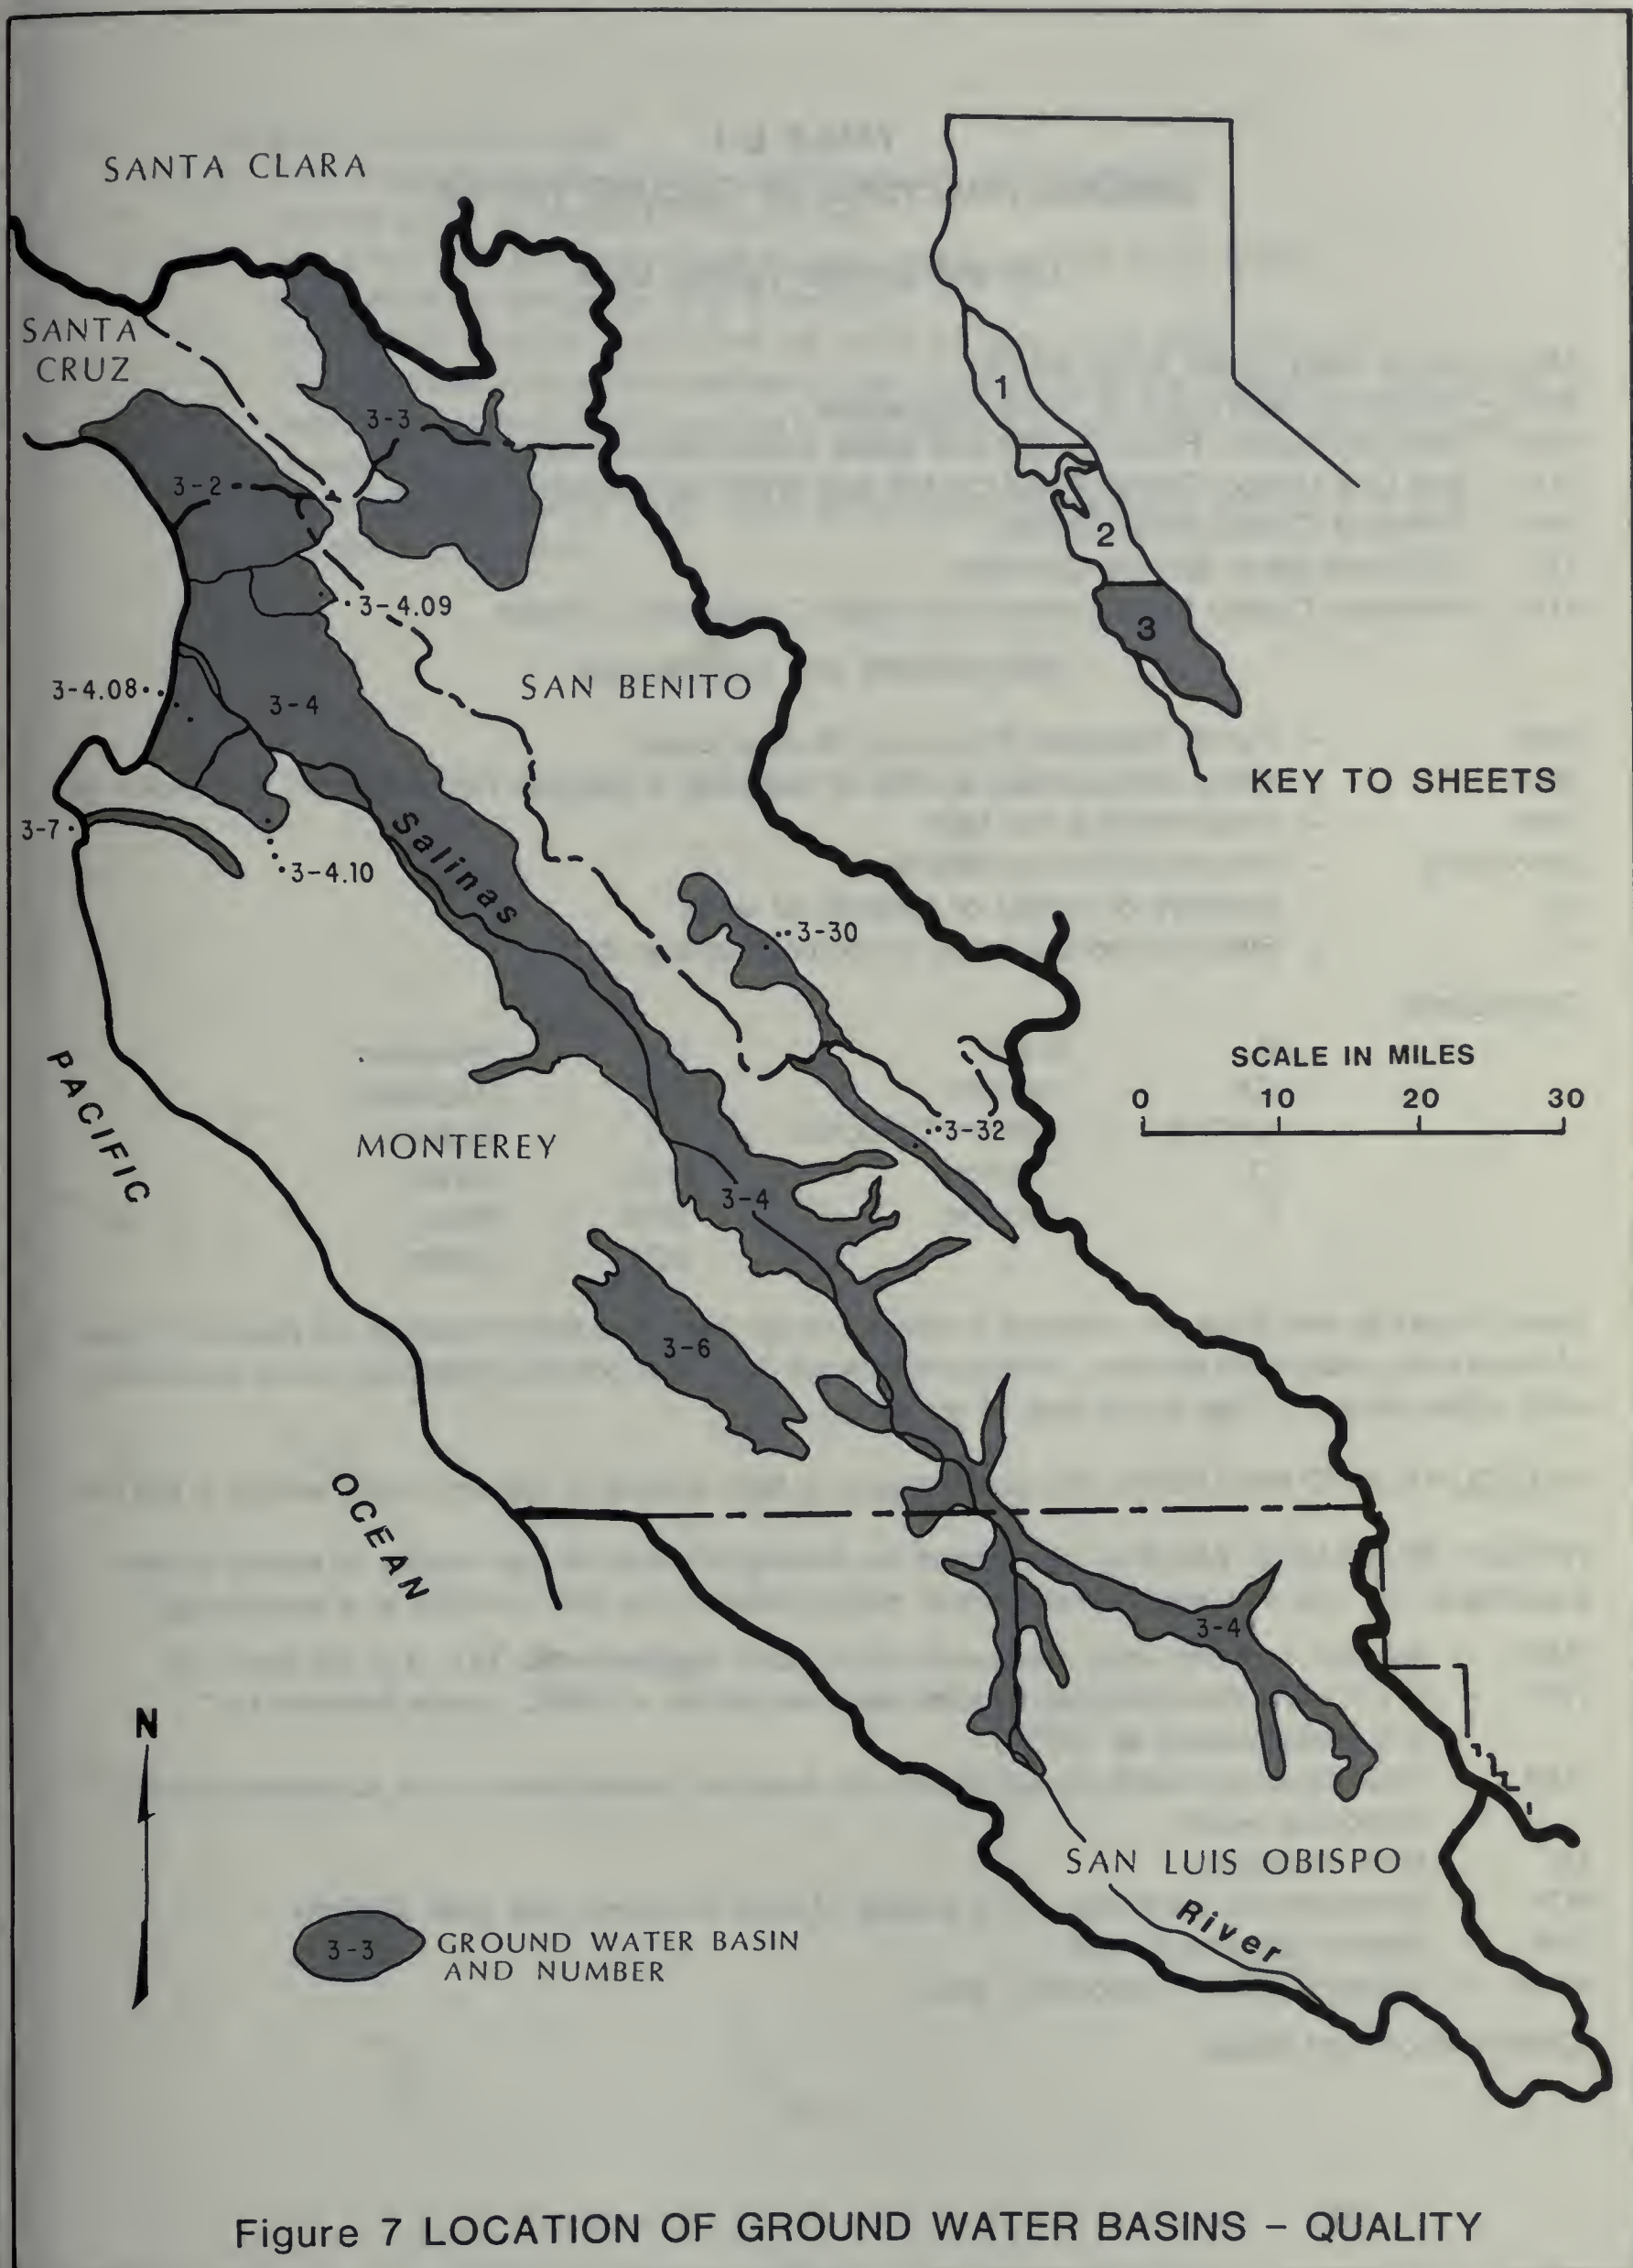 SANTA CLARA
SANTA
CRUZ
1
2
3
KEY TO SHEETS
3-3
3-2
3-4.09
SAN BENITO
3-4.08
3-4
3-7
3-4.10
Salinas
3-30
PACIFIC
SCALE IN MILES
0 10 20 30
MONTEREY
3-32
3-4
3-6
OCEAN
3-4
N
SAN LUIS OBISPO
River
3-3
GROUND WATER BASIN
AND NUMBER
Figure 7 LOCATION OF GROUND WATER BASINS – QUALITY